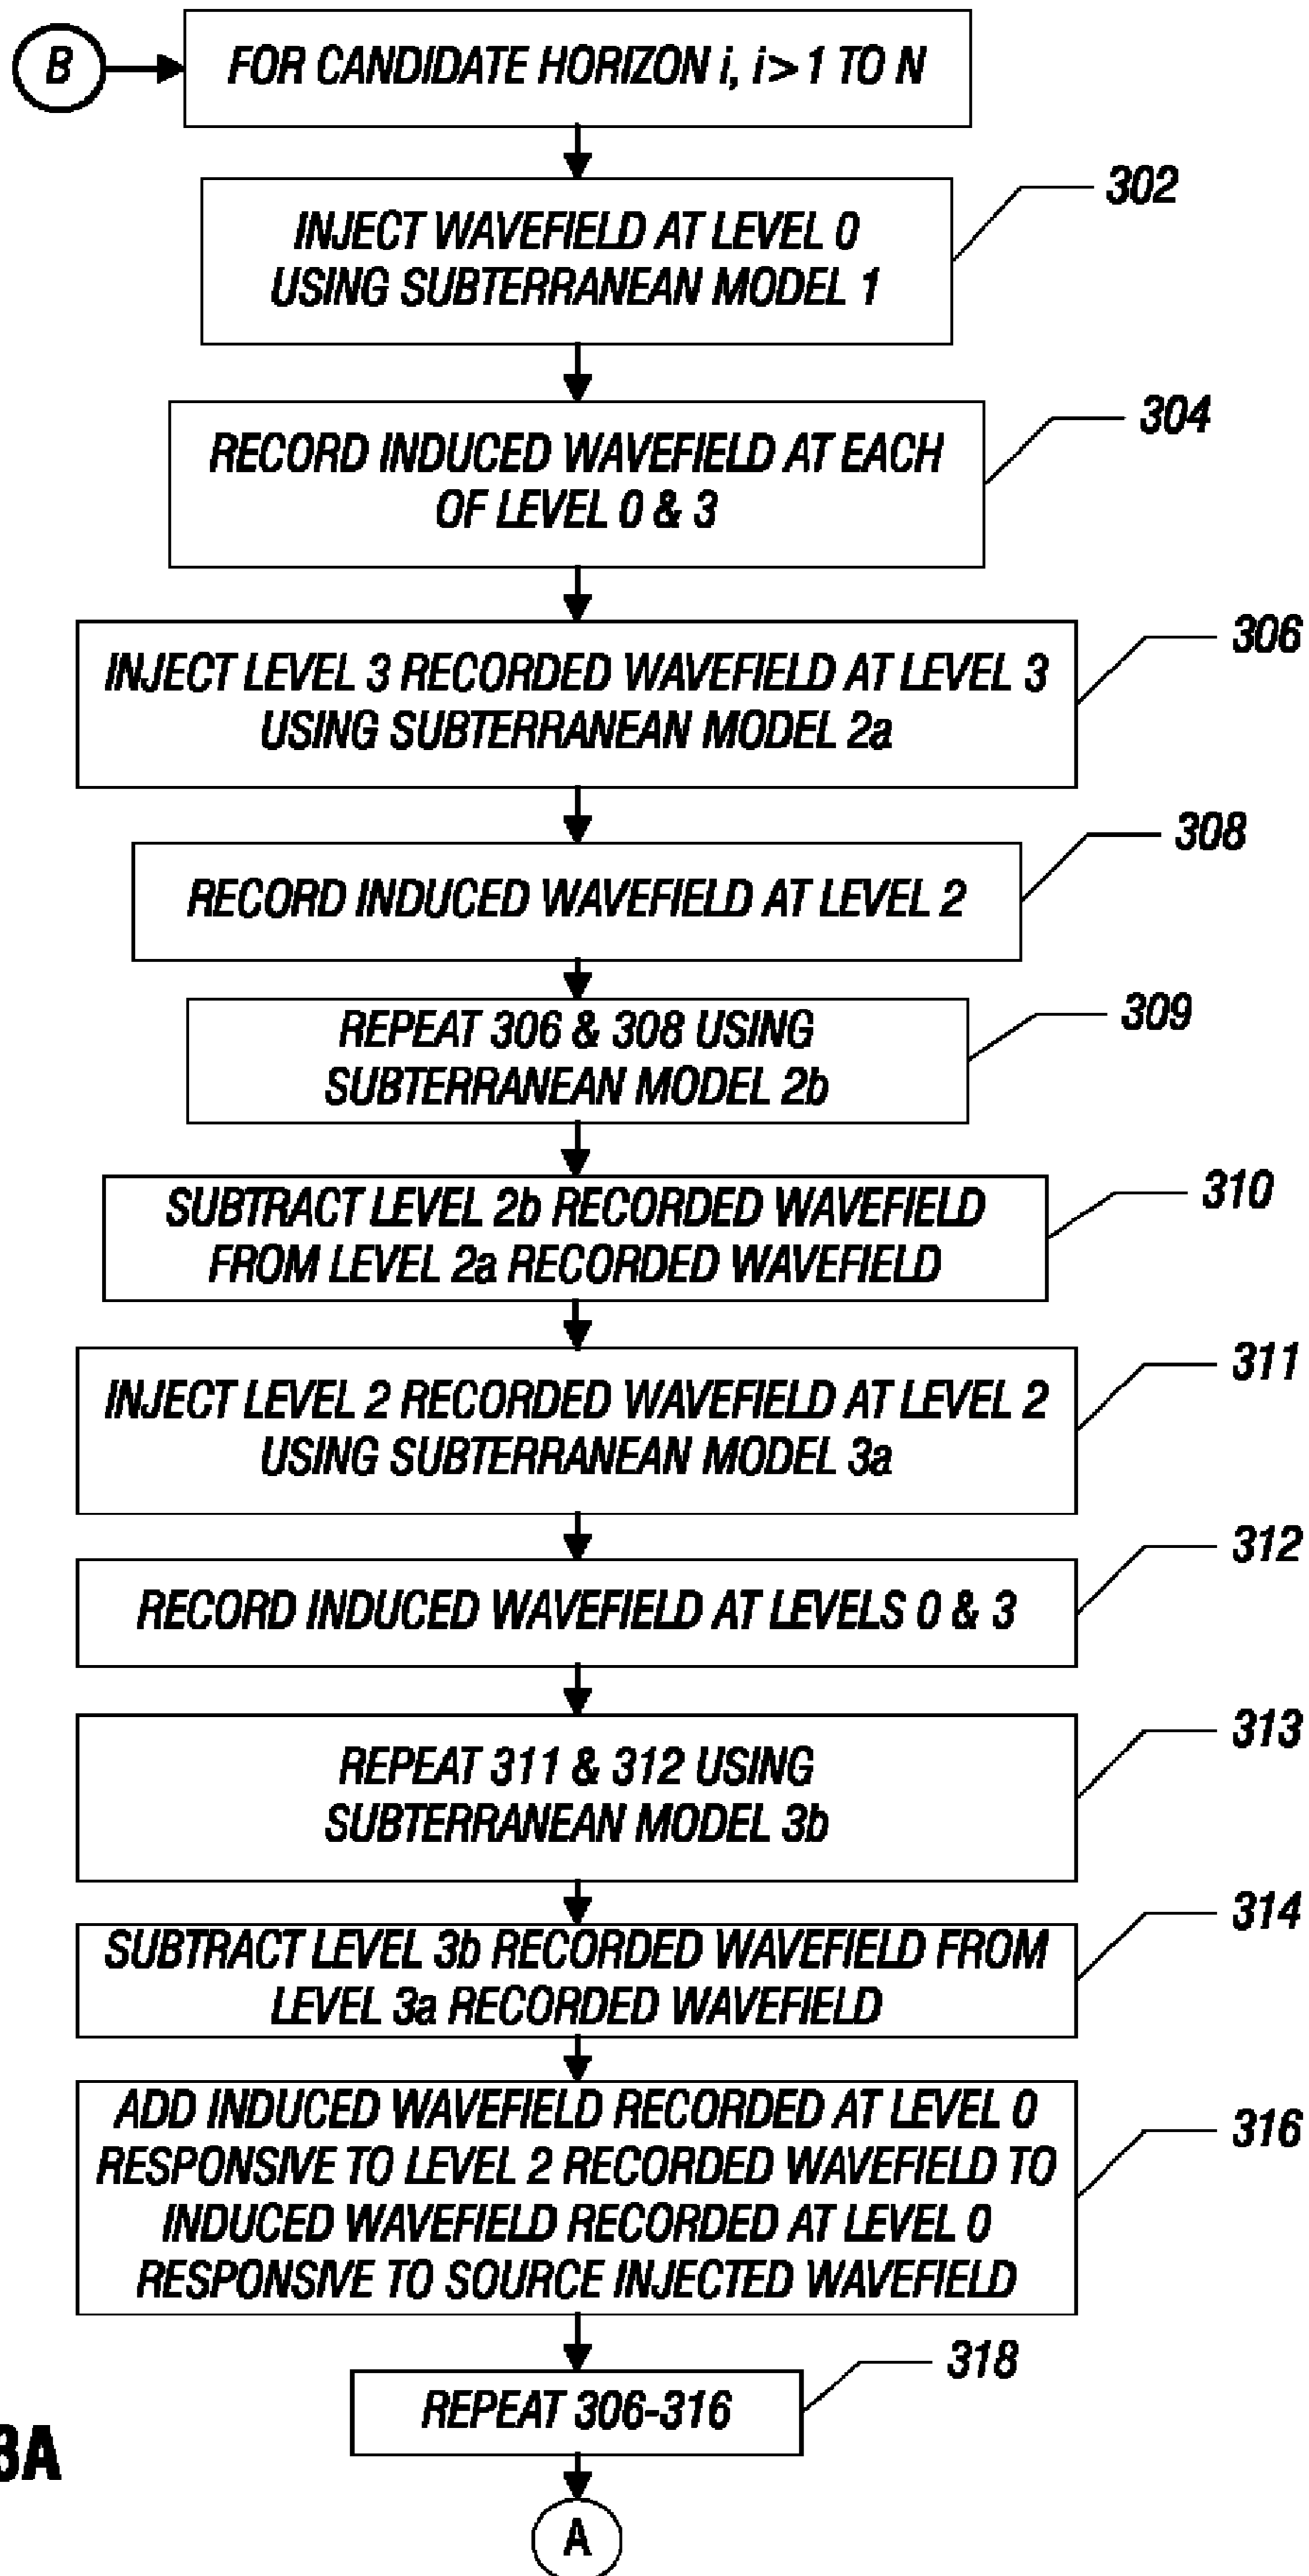 B
FOR CANDIDATE HORIZON i, i > 1 TO N
302
INJECT WAVEFIELD AT LEVEL 0
USING SUBTERRANEAN MODEL 1
304
RECORD INDUCED WAVEFIELD AT EACH
OF LEVEL 0 & 3
306
INJECT LEVEL 3 RECORDED WAVEFIELD AT LEVEL 3
USING SUBTERRANEAN MODEL 2a
308
RECORD INDUCED WAVEFIELD AT LEVEL 2
309
REPEAT 306 & 308 USING
SUBTERRANEAN MODEL 2b
310
SUBTRACT LEVEL 2b RECORDED WAVEFIELD
FROM LEVEL 2a RECORDED WAVEFIELD
311
INJECT LEVEL 2 RECORDED WAVEFIELD AT LEVEL 2
USING SUBTERRANEAN MODEL 3a
312
RECORD INDUCED WAVEFIELD AT LEVELS 0 & 3
313
REPEAT 311 & 312 USING
SUBTERRANEAN MODEL 3b
314
SUBTRACT LEVEL 3b RECORDED WAVEFIELD FROM
LEVEL 3a RECORDED WAVEFIELD
316
ADD INDUCED WAVEFIELD RECORDED AT LEVEL 0
RESPONSIVE TO LEVEL 2 RECORDED WAVEFIELD TO
INDUCED WAVEFIELD RECORDED AT LEVEL 0
RESPONSIVE TO SOURCE INJECTED WAVEFIELD
318
REPEAT 306-316
3A
A